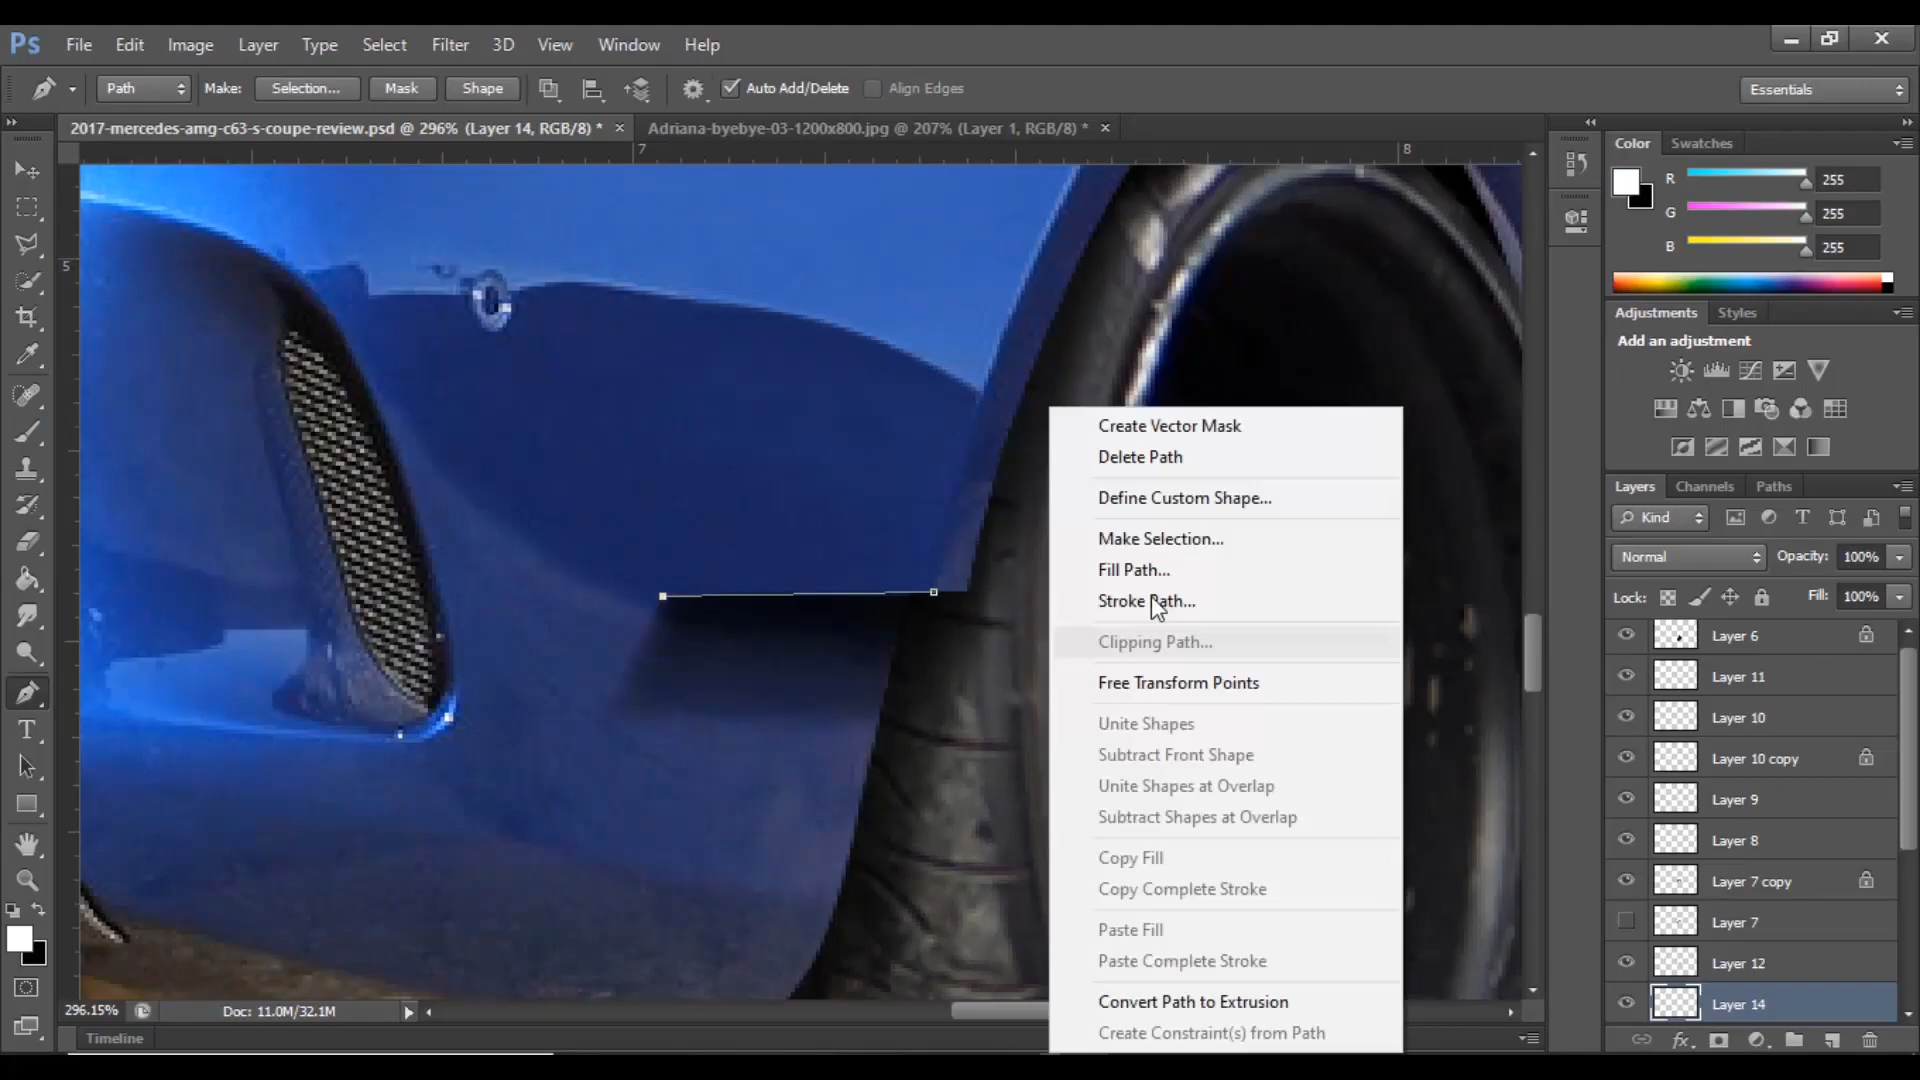 Ps File Edit Image Layer Type Select Filter 3D View Window Help
Path Make: Selection... Mask Shape Auto Add/Delete Align Edges Essentials
2017-mercedes-amg-c63-s-coupe-review.psd @ 296% (Layer 14, RGB/8) * × Adriana-byebye-03-1200x800.jpg @ 207% (Layer 1, RGB/8) * ×
7 8
5
Create Vector Mask
Delete Path
Define Custom Shape...
Make Selection...
Fill Path...
Stroke Path...
Clipping Path...
Free Transform Points
Unite Shapes
Subtract Front Shape
Unite Shapes at Overlap
Subtract Shapes at Overlap
Copy Fill
Copy Complete Stroke
Paste Fill
Paste Complete Stroke
Convert Path to Extrusion
Create Constraint(s) from Path
Color Swatches
R 255
G 255
B 255
Adjustments Styles
Add an adjustment
Layers Channels Paths
Kind
Normal Opacity: 100%
Lock: Fill: 100%
Layer 6
Layer 11
Layer 10
Layer 10 copy
Layer 9
Layer 8
Layer 7 copy
Layer 7
Layer 12
Layer 14
fx
296.15% Doc: 11.0M/32.1M
Timeline